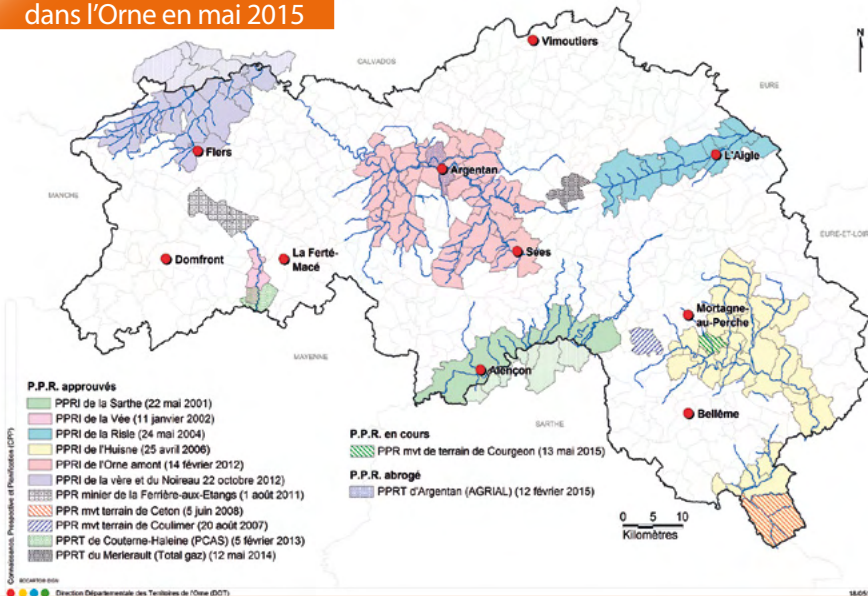 dans l'Orne en mai 2015
N
CALVADOS
Vimoutiers
EURE
Flers
L'Aigle
Argentan
MANCHE
EURE-ET-LOIR
Domfront
La Ferté-
Macé
Sées
Mortagne-
au-Perche
MAYENNE
Alençon
Bellême
SARTHE
P.P.R. approuvés
PPRI de la Sarthe (22 mai 2001)
PPRI de la Vée (11 janvier 2002)
PPRI de la Risle (24 mai 2004)
PPRI de l'Huisne (25 avril 2006)
PPRI de l'Orne amont (14 février 2012)
PPRI de la vère et du Noireau 22 octobre 2012)
PPR minier de la Ferrière-aux-Etangs (1 août 2011)
PPR mvt terrain de Ceton (5 juin 2008)
PPR mvt terrain de Coulimer (20 août 2007)
PPRT de Couterne-Haleine (PCAS) (5 février 2013)
PPRT du Merlerault (Total gaz) (12 mai 2014)
P.P.R. en cours
PPR mvt de terrain de Courgeon (13 mai 2015)
P.P.R. abrogé
PPRT d'Argentan (AGRIAL) (12 février 2015)
0 5 10
Kilomètres
Connaissance, Prospective et Planification (CPP)
Direction Départementale des Territoires de l'Orne (DDT)